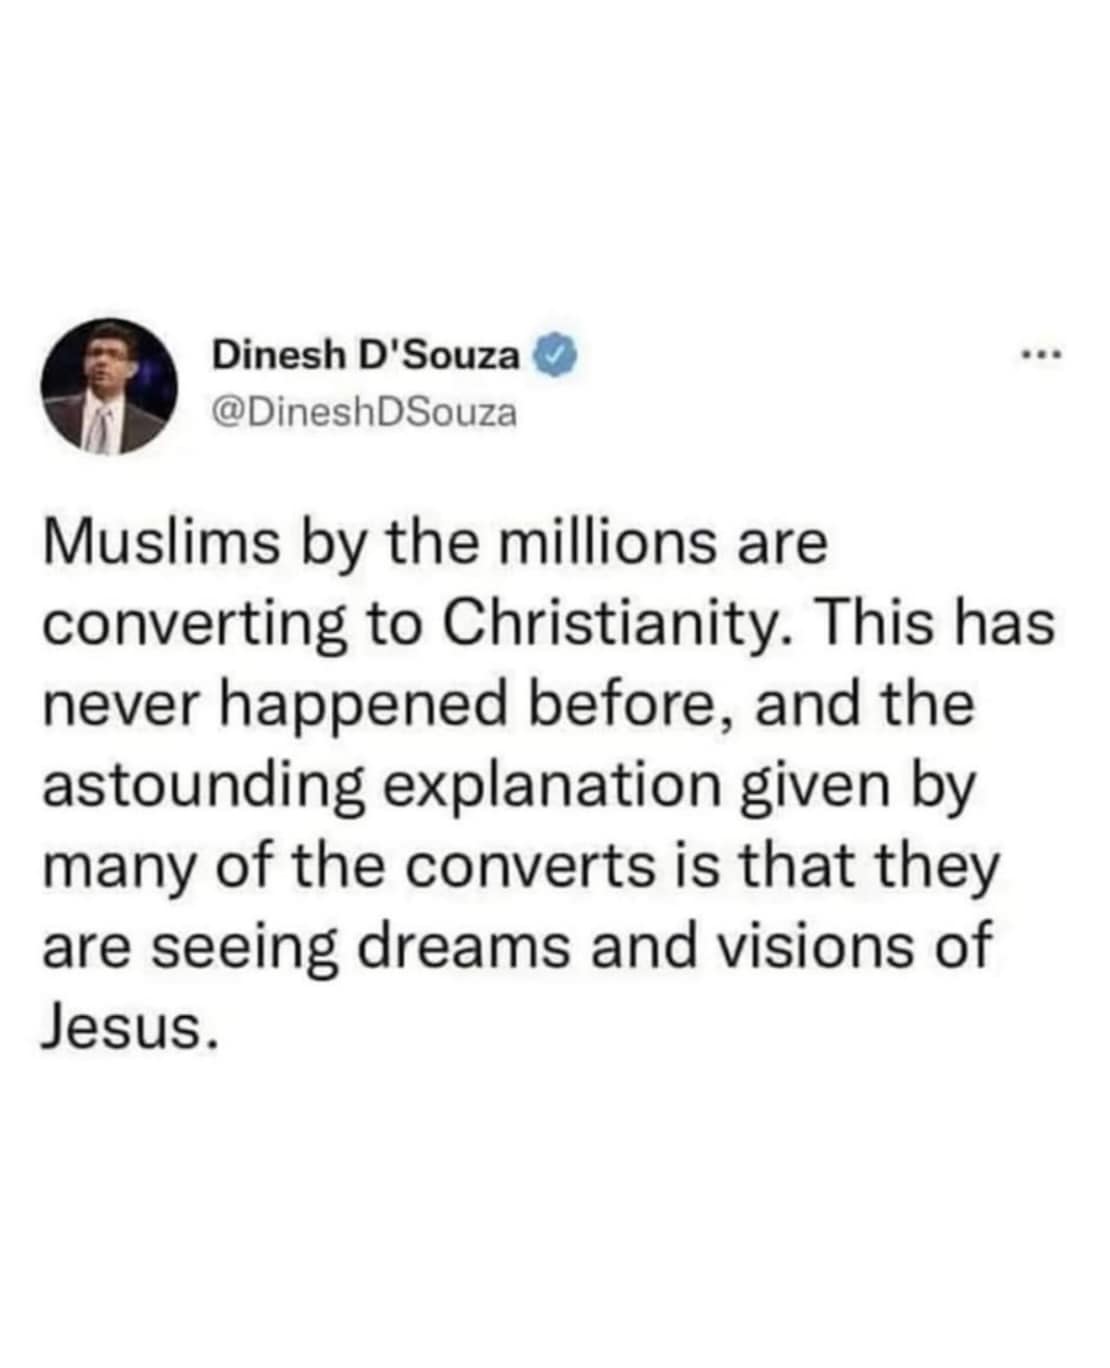 Dinesh D'Souza
@DineshDSouza
Muslims by the millions are
converting to Christianity. This has
never happened before, and the
astounding explanation given by
many of the converts is that they
are seeing dreams and visions of
Jesus.